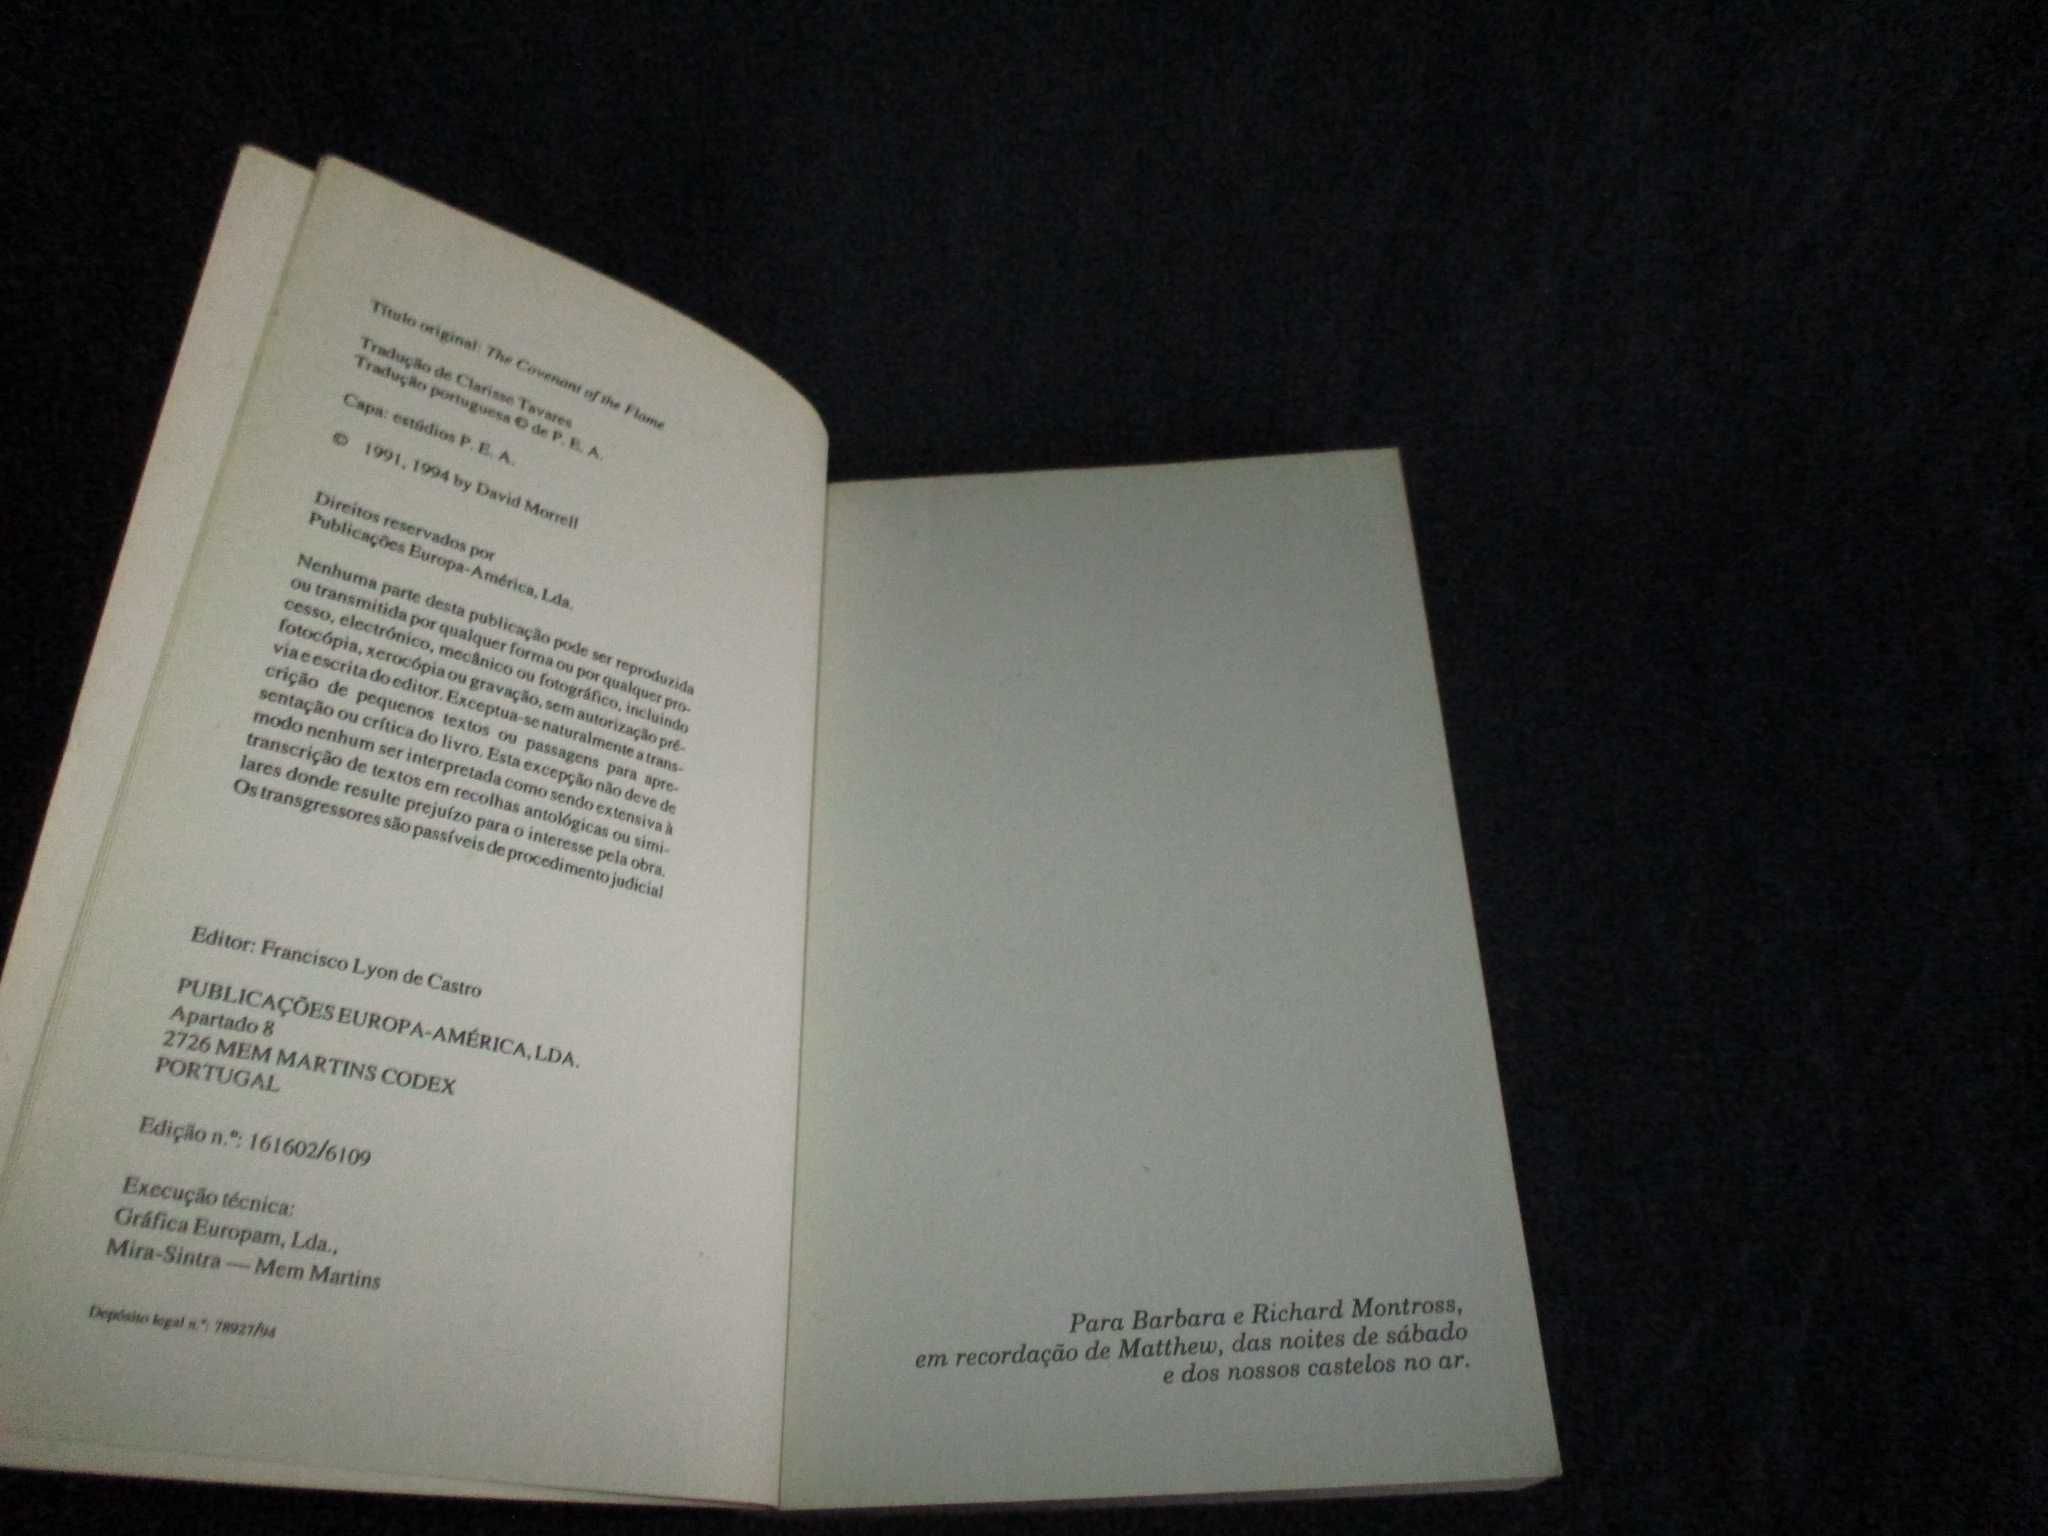 Título original: The Covenant of the Flame
Tradução de Clarisse Tavares
Tradução portuguesa © de P. E. A.
Capa: estúdios P. E. A.
© 1991, 1994 by David Morrell
Direitos reservados por
Publicações Europa-América, Lda.
Nenhuma parte desta publicação pode ser reproduzida
ou transmitida por qualquer forma ou por qualquer pro-
cesso, electrónico, mecânico ou fotográfico, incluindo
fotocópia, xerocópia ou gravação, sem autorização pré-
via e escrita do editor. Exceptua-se naturalmente a trans-
crição de pequenos textos ou passagens para apre-
sentação ou crítica do livro. Esta excepção não deve de
modo nenhum ser interpretada como sendo extensiva à
transcrição de textos em recolhas antológicas ou simi-
lares donde resulte prejuízo para o interesse pela obra.
Os transgressores são passíveis de procedimento judicial
Editor: Francisco Lyon de Castro
PUBLICAÇÕES EUROPA-AMÉRICA, LDA.
Apartado 8
2726 MEM MARTINS CODEX
PORTUGAL
Edição n.º: 161602/6109
Execução técnica:
Gráfica Europam, Lda.,
Mira-Sintra — Mem Martins
Depósito legal n.º: 78927/94
Para Barbara e Richard Montross,
em recordação de Matthew, das noites de sábado
e dos nossos castelos no ar.